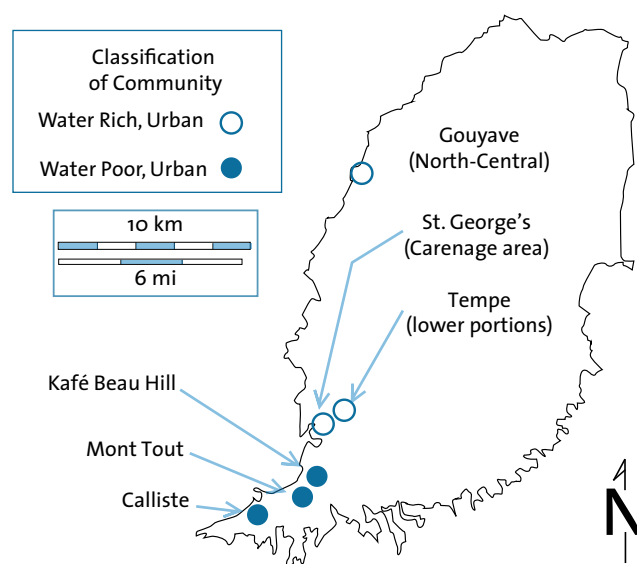 Classification
of Community
Water Rich, Urban
Water Poor, Urban
10 km
6 mi
Gouyave
(North-Central)
St. George's
(Carenage area)
Tempe
(lower portions)
Kafé Beau Hill
Mont Tout
Calliste
N